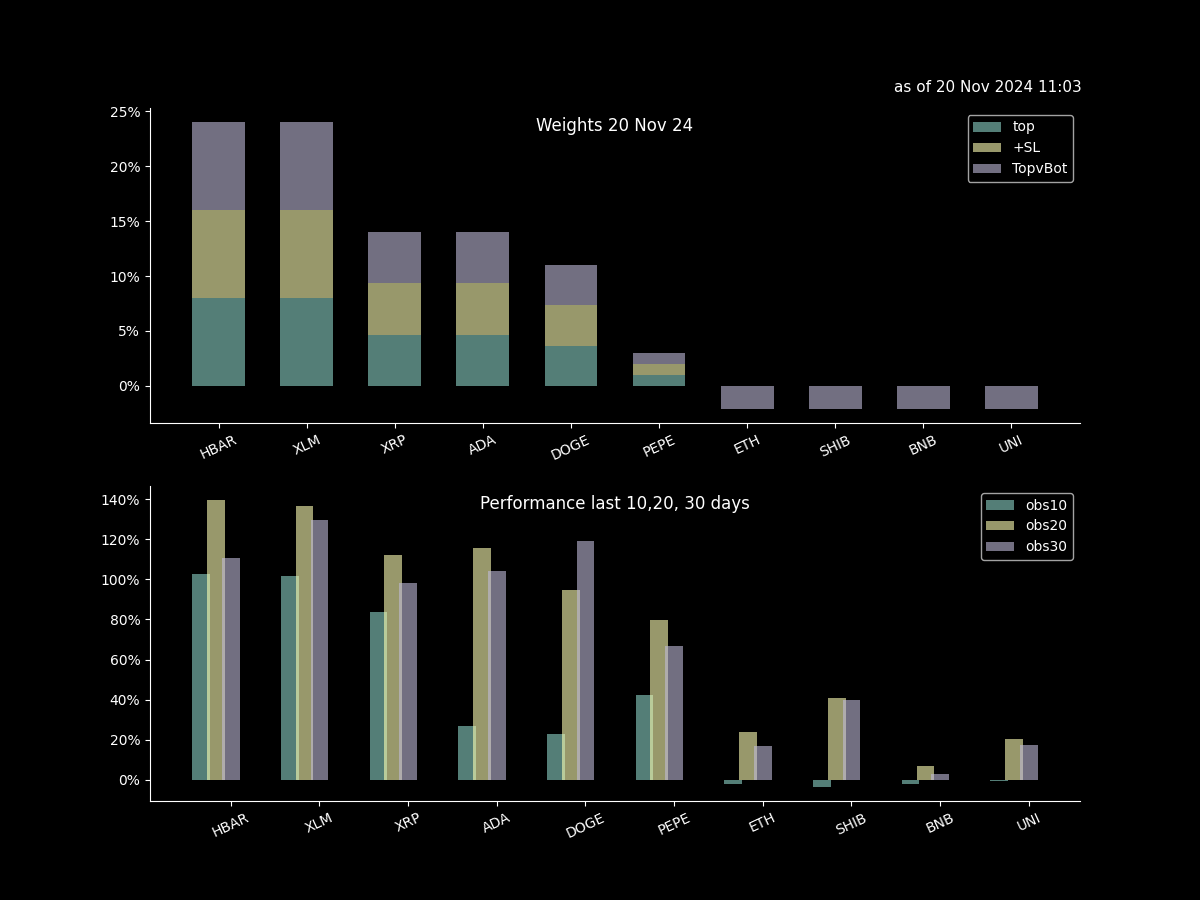 as of 20 Nov 2024 11:03
Weights 20 Nov 24
top
+SL
TopvBot
25%
20%
15%
10%
5%
0%
HBAR XLM XRP ADA DOGE PEPE ETH SHIB BNB UNI
Performance last 10,20, 30 days
obs10
obs20
obs30
140%
120%
100%
80%
60%
40%
20%
0%
HBAR XLM XRP ADA DOGE PEPE ETH SHIB BNB UNI